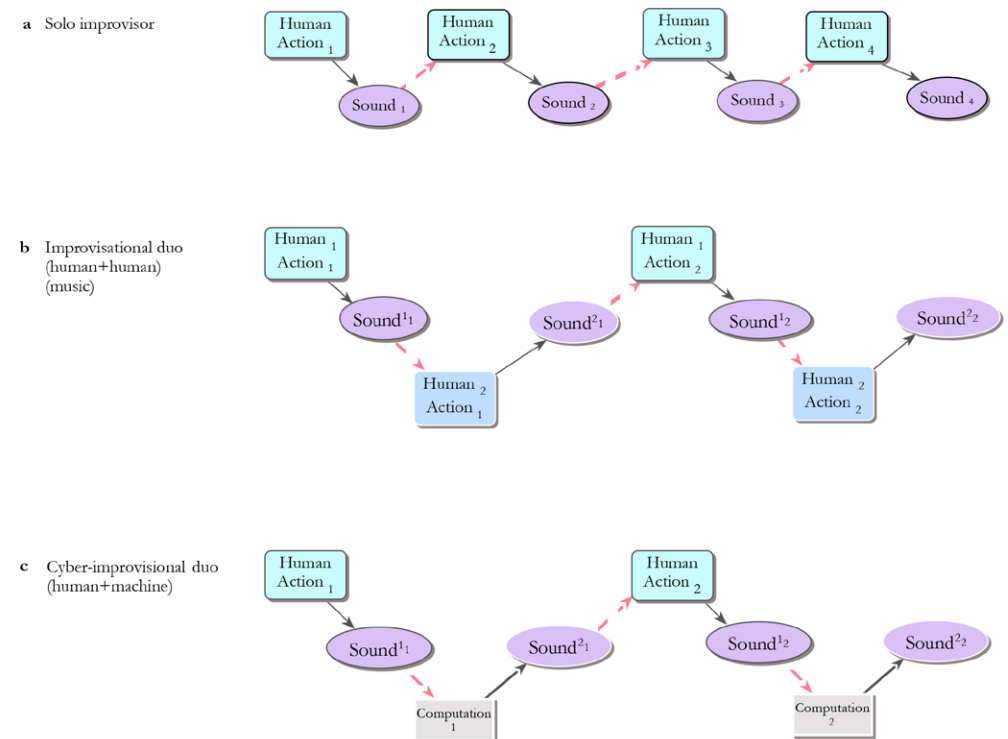 a Solo improvisor
Human
Action 1
Human
Action 2
Human
Action 3
Human
Action 4
Sound 1
Sound 2
Sound 3
Sound 4
b Improvisational duo
(human+human)
(music)
Human 1
Action 1
Human 1
Action 2
Sound¹1
Sound²1
Sound¹2
Sound²2
Human 2
Action 1
Human 2
Action 2
c Cyber-improvisional duo
(human+machine)
Human
Action 1
Human
Action 2
Sound¹1
Sound²1
Sound¹2
Sound²2
Computation
1
Computation
2